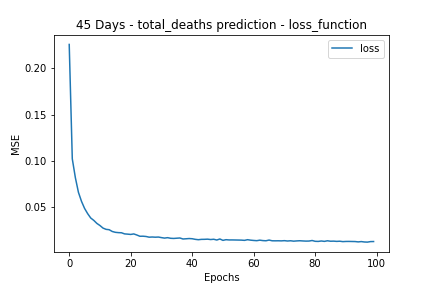 45 Days - total_deaths prediction - loss_function
loss
MSE
0.20
0.15
0.10
0.05
0 20 40 60 80 100
Epochs